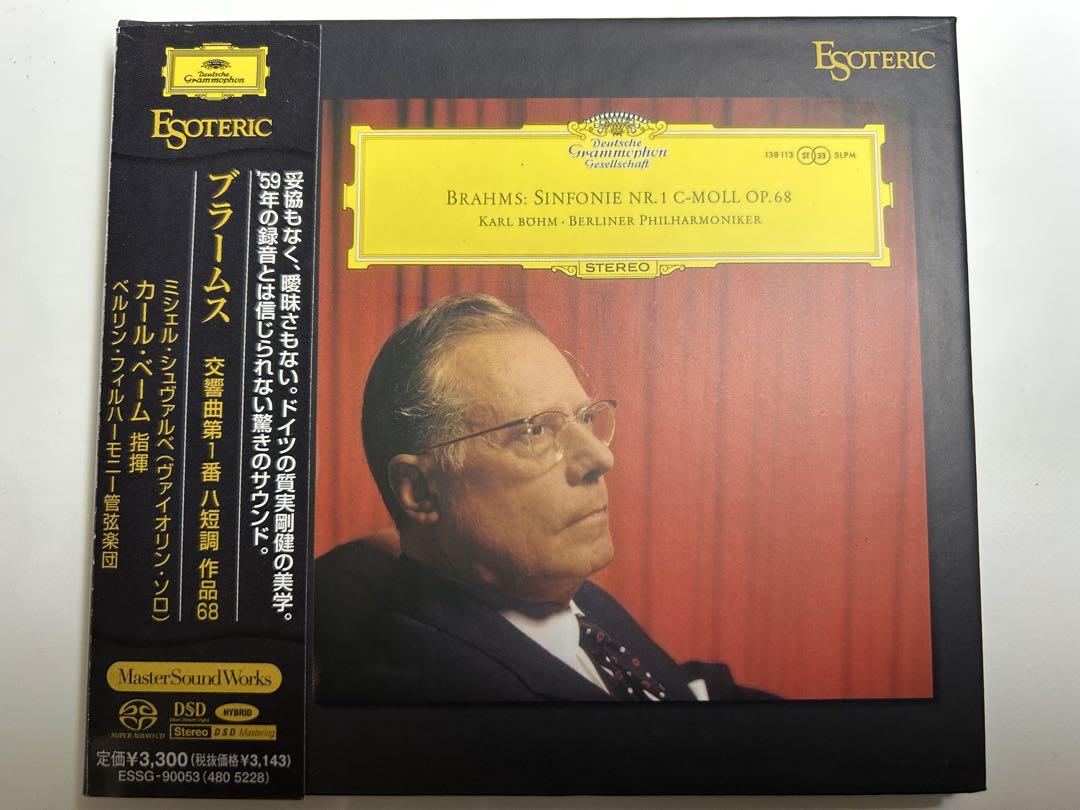 Deutsche
Grammophon
ESOTERIC
妥協もなく、曖昧さもない。ドイツの質実剛健の美学。
'59年の録音とは信じられない驚きのサウンド。
ブラームス 交響曲第1番 ハ短調 作品68
ミシェル・シュヴァルベ(ヴァイオリン・ソロ)
カール・ベーム 指揮
ベルリン・フィルハーモニー管弦楽団
MasterSoundWorks
SUPER AUDIO CD
DSD
Direct Stream Digital
HYBRID
Stereo DSD Mastering
定価¥3,300(税抜価格¥3,143)
ESSG-90053 (480 5228)
ESOTERIC
Deutsche
Grammophon
Gesellschaft
138 113 ST 33 SLPM
BRAHMS: SINFONIE NR. 1 C-MOLL OP. 68
KARL BÖHM · BERLINER PHILHARMONIKER
STEREO